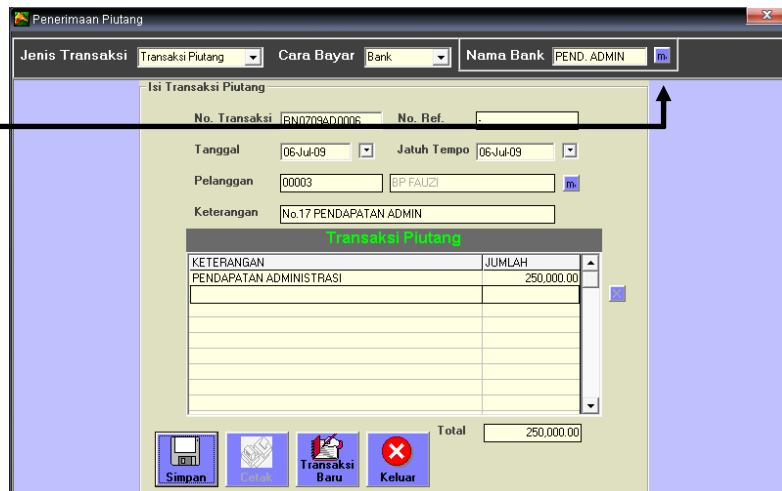 Penerimaan Piutang
Jenis Transaksi Transaksi Piutang Cara Bayar Bank Nama Bank PEND. ADMIN m.
Isi Transaksi Piutang
No. Transaksi BN0709AD0006 No. Ref. -
Tanggal 06-Jul-09 Jatuh Tempo 06-Jul-09
Pelanggan 00003 BP FAUZI m.
Keterangan No.17 PENDAPATAN ADMIN
Transaksi Piutang
KETERANGAN JUMLAH
PENDAPATAN ADMINISTRASI 250,000.00
Total 250,000.00
Simpan Cetak Transaksi Baru Keluar